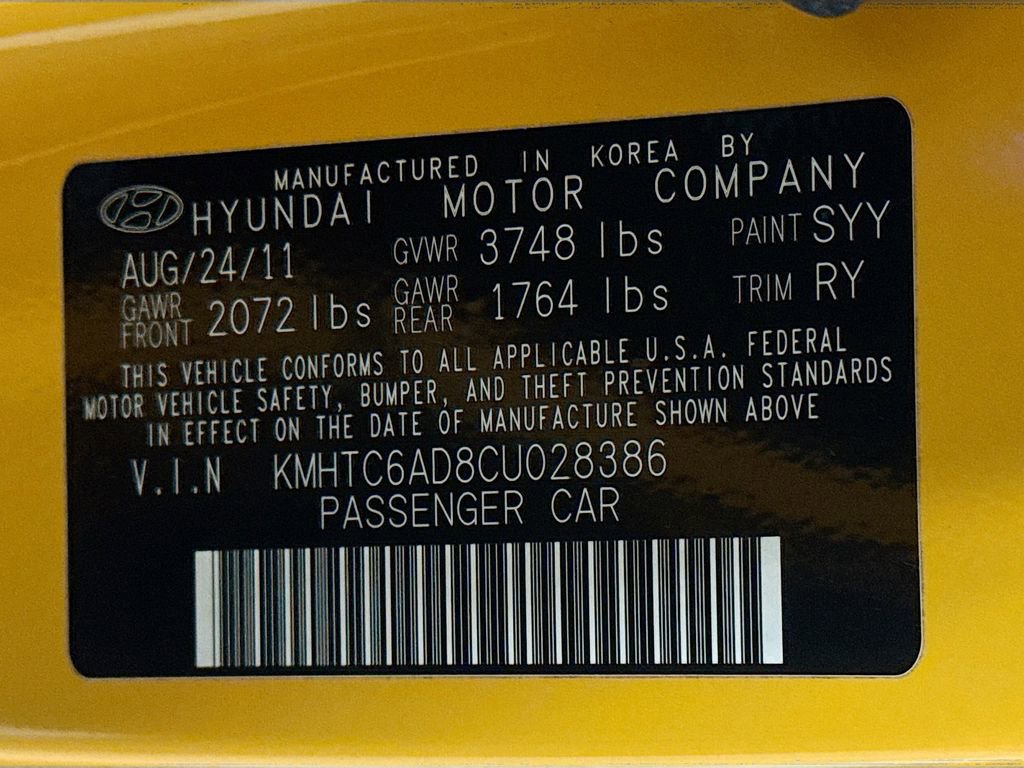 MANUFACTURED IN KOREA BY
HYUNDAI MOTOR COMPANY
AUG/24/11 GVWR 3748 lbs PAINT SYY
GAWR FRONT 2072 lbs GAWR REAR 1764 lbs TRIM RY
THIS VEHICLE CONFORMS TO ALL APPLICABLE U.S.A. FEDERAL
MOTOR VEHICLE SAFETY, BUMPER, AND THEFT PREVENTION STANDARDS
IN EFFECT ON THE DATE OF MANUFACTURE SHOWN ABOVE
V.I.N KMHTC6AD8CU028386
PASSENGER CAR